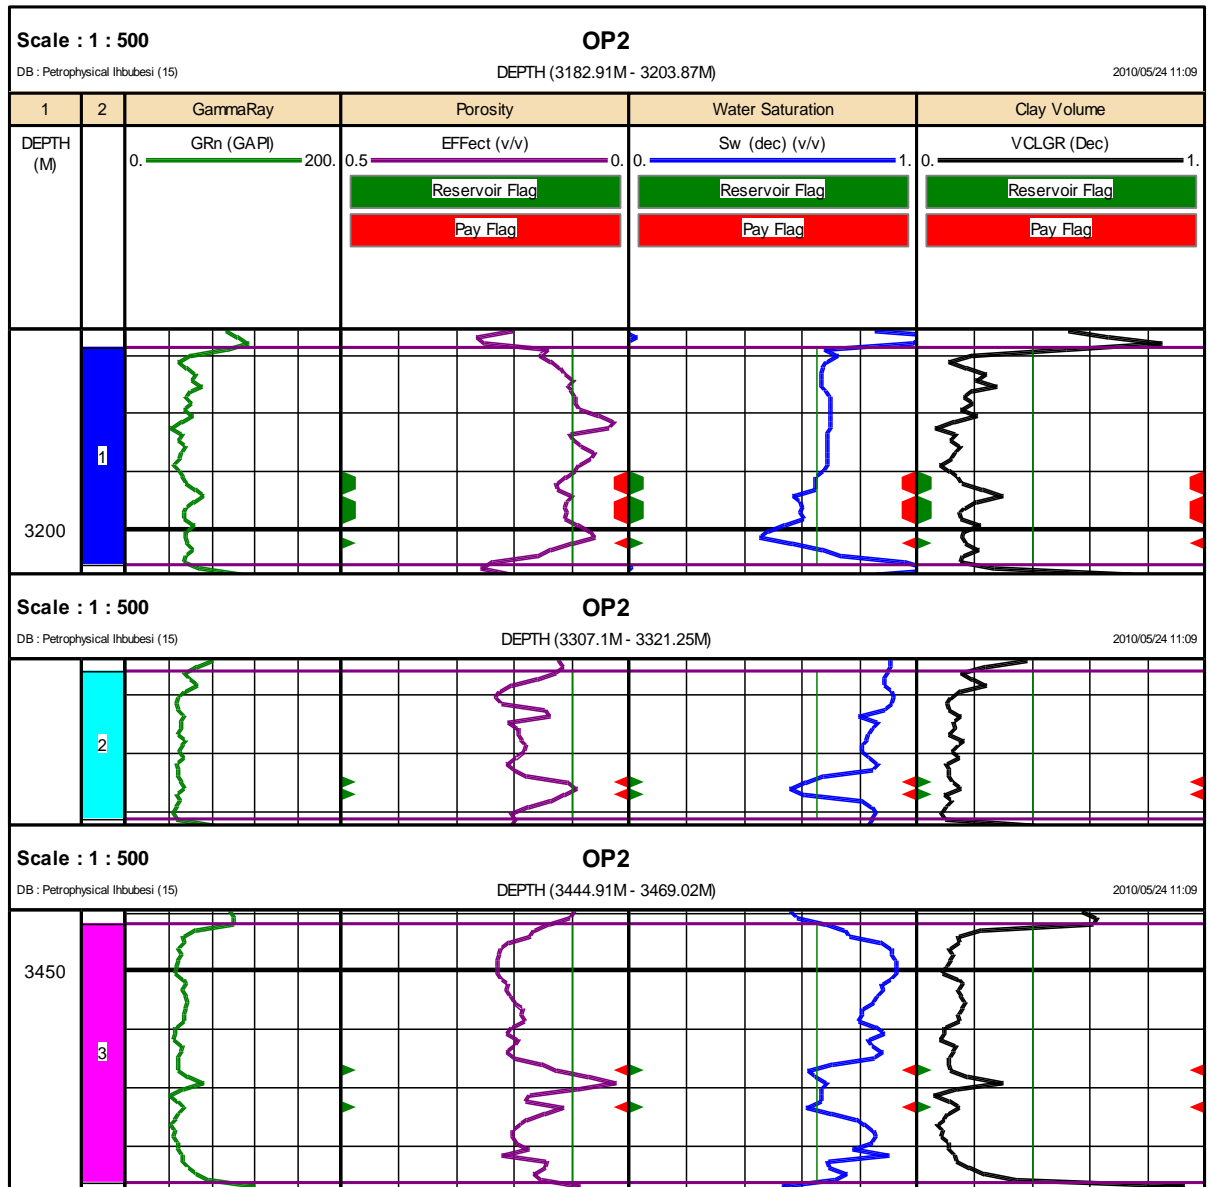 Scale : 1 : 500 OP2
DB : Petrophysical Ihbubesi (15) DEPTH (3182.91M - 3203.87M) 2010/05/24 11:09
1 2 GammaRay Porosity Water Saturation Clay Volume
DEPTH (M) GRn (GAPI) EFFect (v/v) Sw (dec) (v/v) VCLGR (Dec)
0. 200. 0.5 0. 0. 1. 0. 1.
Reservoir Flag Reservoir Flag Reservoir Flag
Pay Flag Pay Flag Pay Flag
1
3200
Scale : 1 : 500 OP2
DB : Petrophysical Ihbubesi (15) DEPTH (3307.1M - 3321.25M) 2010/05/24 11:09
2
Scale : 1 : 500 OP2
DB : Petrophysical Ihbubesi (15) DEPTH (3444.91M - 3469.02M) 2010/05/24 11:09
3450
3